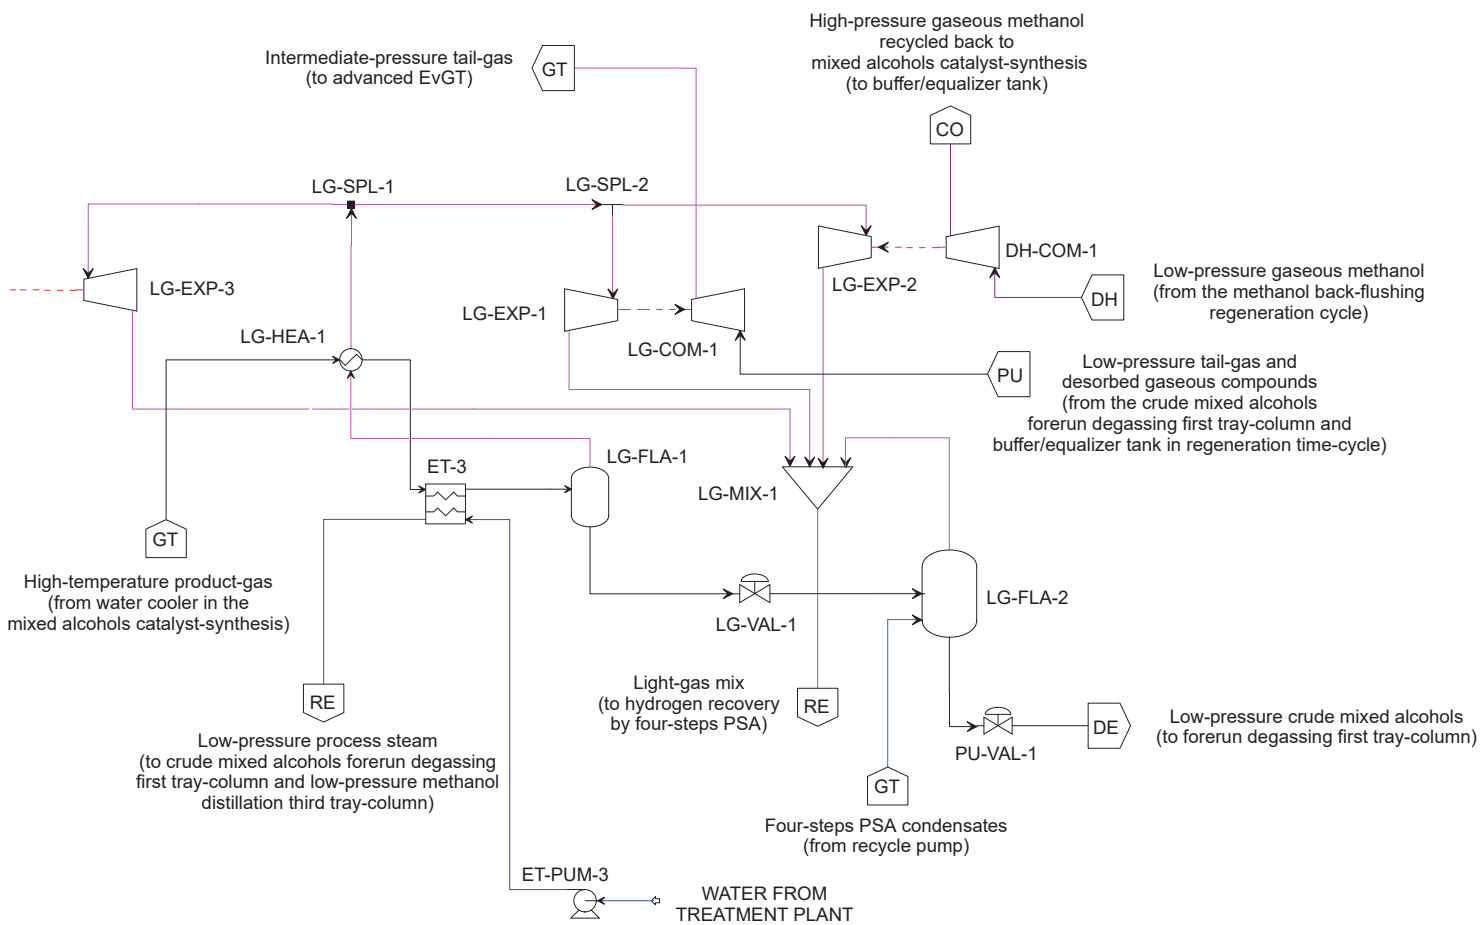 High-pressure gaseous methanol
recycled back to
mixed alcohols catalyst-synthesis
(to buffer/equalizer tank)
Intermediate-pressure tail-gas
(to advanced EvGT)
GT
CO
LG-SPL-1
LG-SPL-2
LG-EXP-3
LG-EXP-2
DH-COM-1
Low-pressure gaseous methanol
(from the methanol back-flushing
regeneration cycle)
DH
LG-EXP-1
LG-COM-1
LG-HEA-1
PU
Low-pressure tail-gas and
desorbed gaseous compounds
(from the crude mixed alcohols
forerun degassing first tray-column and
buffer/equalizer tank in regeneration time-cycle)
ET-3
LG-FLA-1
LG-MIX-1
GT
High-temperature product-gas
(from water cooler in the
mixed alcohols catalyst-synthesis)
LG-VAL-1
LG-FLA-2
RE
Low-pressure process steam
(to crude mixed alcohols forerun degassing
first tray-column and low-pressure methanol
distillation third tray-column)
Light-gas mix
(to hydrogen recovery
by four-steps PSA)
RE
PU-VAL-1
DE
Low-pressure crude mixed alcohols
(to forerun degassing first tray-column)
GT
Four-steps PSA condensates
(from recycle pump)
ET-PUM-3
WATER FROM
TREATMENT PLANT